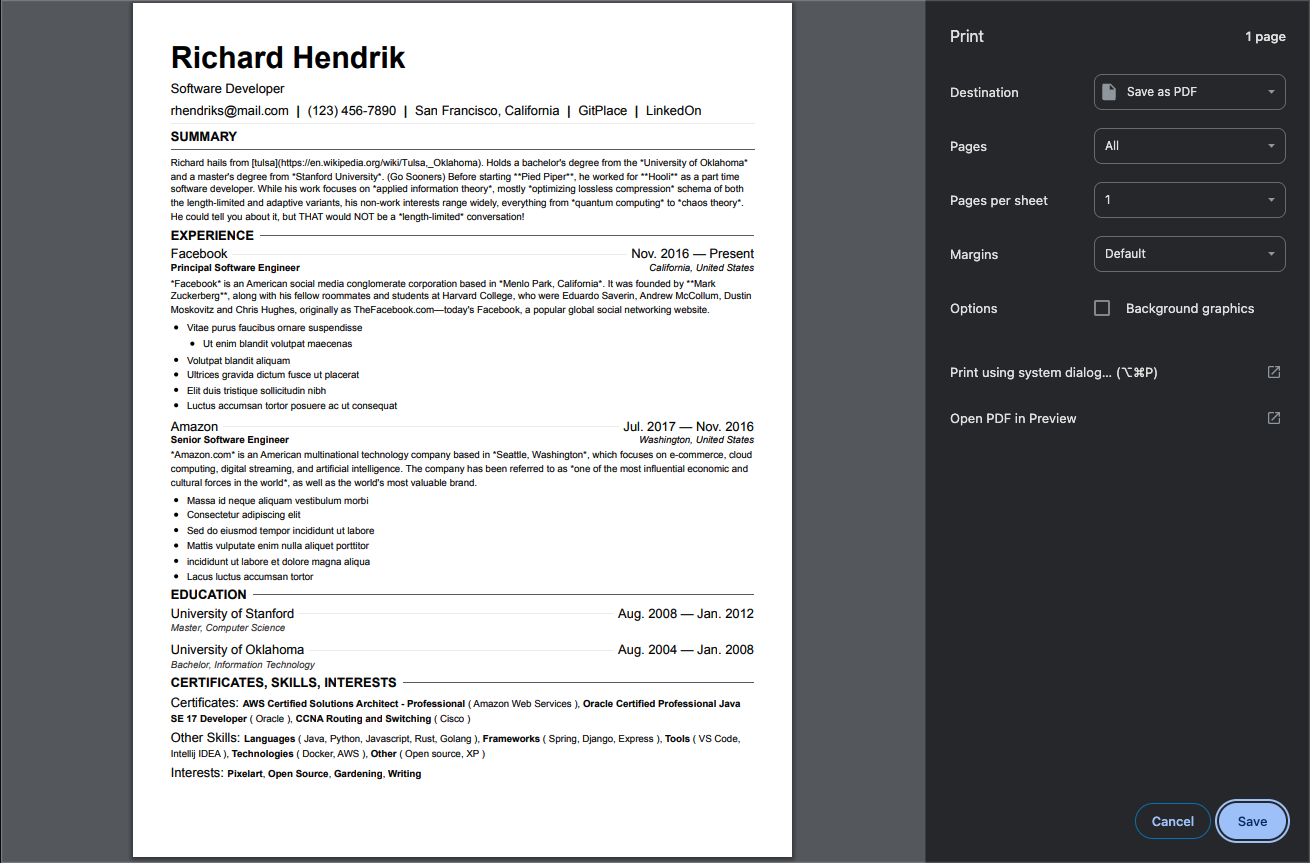 Richard Hendrik
Software Developer
rhendriks@mail.com | (123) 456-7890 | San Francisco, California | GitPlace | LinkedOn
SUMMARY
Richard hails from [tulsa](https://en.wikipedia.org/wiki/Tulsa,_Oklahoma). Holds a bachelor's degree from the *University of Oklahoma*
and a master's degree from *Stanford University*. (Go Sooners) Before starting **Pied Piper**, he worked for **Hooli** as a part time
software developer. While his work focuses on *applied information theory*, mostly *optimizing lossless compression* schema of both
the length-limited and adaptive variants, his non-work interests range widely, everything from *quantum computing* to *chaos theory*.
He could tell you about it, but THAT would NOT be a *length-limited* conversation!
EXPERIENCE
Facebook Nov. 2016 — Present
Principal Software Engineer California, United States
*Facebook* is an American social media conglomerate corporation based in *Menlo Park, California*. It was founded by **Mark
Zuckerberg**, along with his fellow roommates and students at Harvard College, who were Eduardo Saverin, Andrew McCollum, Dustin
Moskovitz and Chris Hughes, originally as TheFacebook.com—today's Facebook, a popular global social networking website.
• Vitae purus faucibus ornare suspendisse
• Ut enim blandit volutpat maecenas
• Volutpat blandit aliquam
• Ultrices gravida dictum fusce ut placerat
• Elit duis tristique sollicitudin nibh
• Luctus accumsan tortor posuere ac ut consequat
Amazon Jul. 2017 — Nov. 2016
Senior Software Engineer Washington, United States
*Amazon.com* is an American multinational technology company based in *Seattle, Washington*, which focuses on e-commerce, cloud
computing, digital streaming, and artificial intelligence. The company has been referred to as *one of the most influential economic and
cultural forces in the world*, as well as the world's most valuable brand.
• Massa id neque aliquam vestibulum morbi
• Consectetur adipiscing elit
• Sed do eiusmod tempor incididunt ut labore
• Mattis vulputate enim nulla aliquet porttitor
• incididunt ut labore et dolore magna aliqua
• Lacus luctus accumsan tortor
EDUCATION
University of Stanford Aug. 2008 — Jan. 2012
Master, Computer Science
University of Oklahoma Aug. 2004 — Jan. 2008
Bachelor, Information Technology
CERTIFICATES, SKILLS, INTERESTS
Certificates: AWS Certified Solutions Architect - Professional ( Amazon Web Services ), Oracle Certified Professional Java
SE 17 Developer ( Oracle ), CCNA Routing and Switching ( Cisco )
Other Skills: Languages ( Java, Python, Javascript, Rust, Golang ), Frameworks ( Spring, Django, Express ), Tools ( VS Code,
Intellij IDEA ), Technologies ( Docker, AWS ), Other ( Open source, XP )
Interests: Pixelart, Open Source, Gardening, Writing
Print 1 page
Destination Save as PDF
Pages All
Pages per sheet 1
Margins Default
Options Background graphics
Print using system dialog… (⌥⌘P)
Open PDF in Preview
Cancel Save